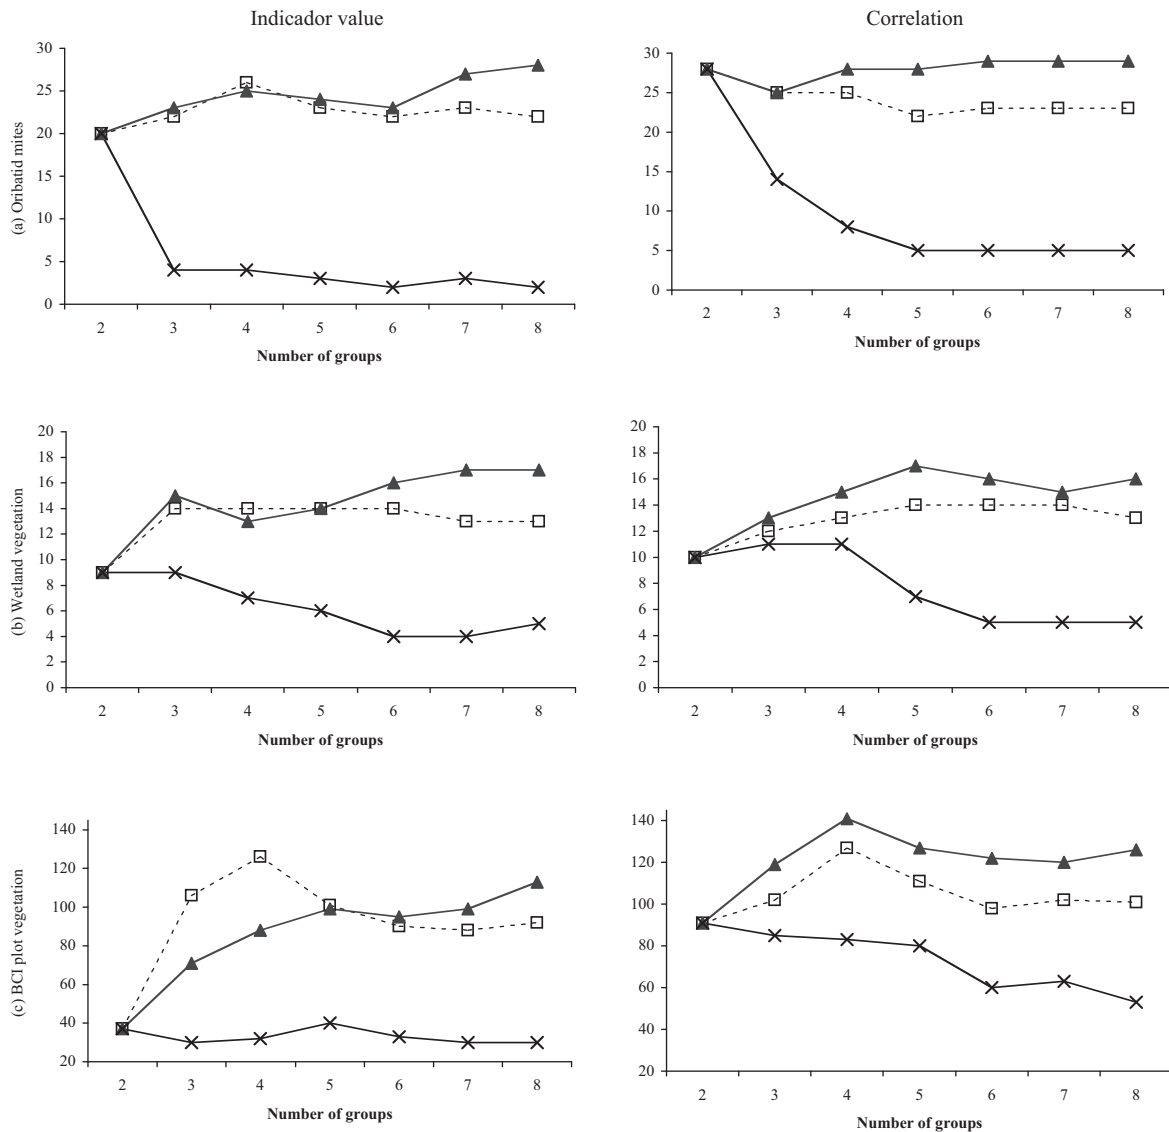 Indicador value
Correlation
(a) Oribatid mites
30
25
20
15
10
5
0
2 3 4 5 6 7 8
Number of groups
30
25
20
15
10
5
0
2 3 4 5 6 7 8
Number of groups
(b) Wetland vegetation
20
18
16
14
12
10
8
6
4
2
0
2 3 4 5 6 7 8
Number of groups
20
18
16
14
12
10
8
6
4
2
0
2 3 4 5 6 7 8
Number of groups
(c) BCI plot vegetation
140
120
100
80
60
40
20
2 3 4 5 6 7 8
Number of groups
140
120
100
80
60
40
20
2 3 4 5 6 7 8
Number of groups